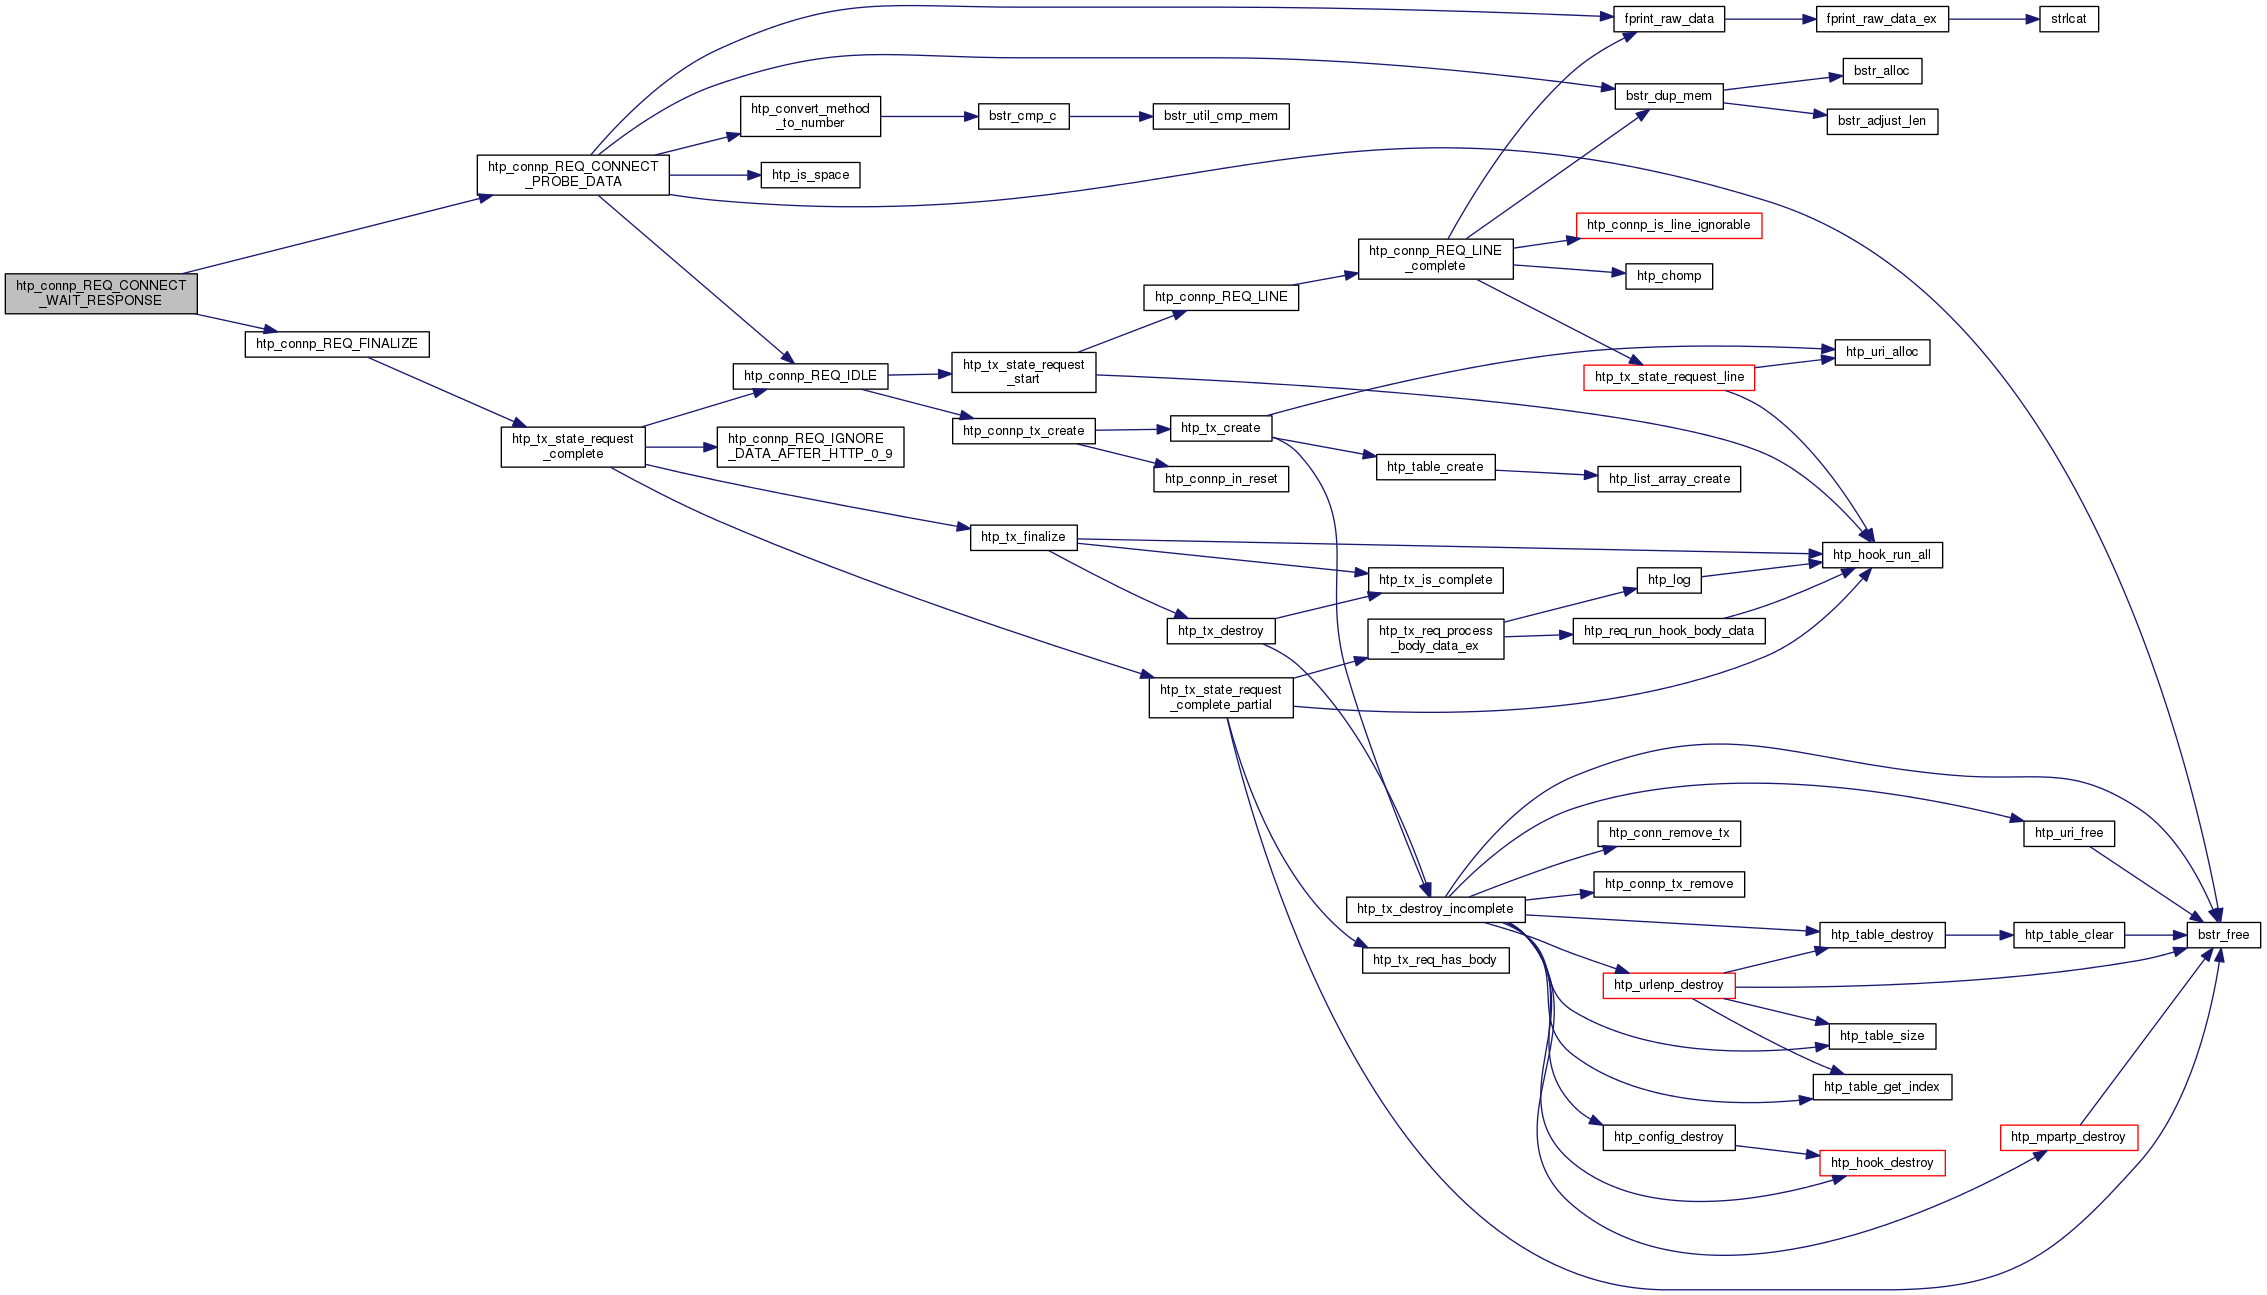 htp_connp_REQ_CONNECT
_WAIT_RESPONSE
htp_connp_REQ_CONNECT
_PROBE_DATA
htp_connp_REQ_FINALIZE
htp_tx_state_request
_complete
htp_convert_method
_to_number
htp_is_space
htp_connp_REQ_IDLE
htp_connp_REQ_IGNORE
_DATA_AFTER_HTTP_0_9
bstr_cmp_c
htp_tx_state_request
_start
htp_connp_tx_create
htp_tx_finalize
bstr_util_cmp_mem
htp_connp_REQ_LINE
htp_tx_create
htp_connp_in_reset
htp_tx_destroy
htp_tx_state_request
_complete_partial
htp_connp_REQ_LINE
_complete
htp_table_create
htp_tx_is_complete
htp_tx_req_process
_body_data_ex
htp_tx_destroy_incomplete
htp_tx_req_has_body
fprint_raw_data
bstr_dup_mem
htp_connp_is_line_ignorable
htp_chomp
htp_tx_state_request_line
htp_list_array_create
htp_log
htp_req_run_hook_body_data
htp_conn_remove_tx
htp_connp_tx_remove
htp_urlenp_destroy
htp_config_destroy
fprint_raw_data_ex
bstr_alloc
bstr_adjust_len
htp_uri_alloc
htp_hook_run_all
htp_table_destroy
htp_table_size
htp_table_get_index
htp_hook_destroy
strlcat
htp_uri_free
htp_table_clear
htp_mpartp_destroy
bstr_free